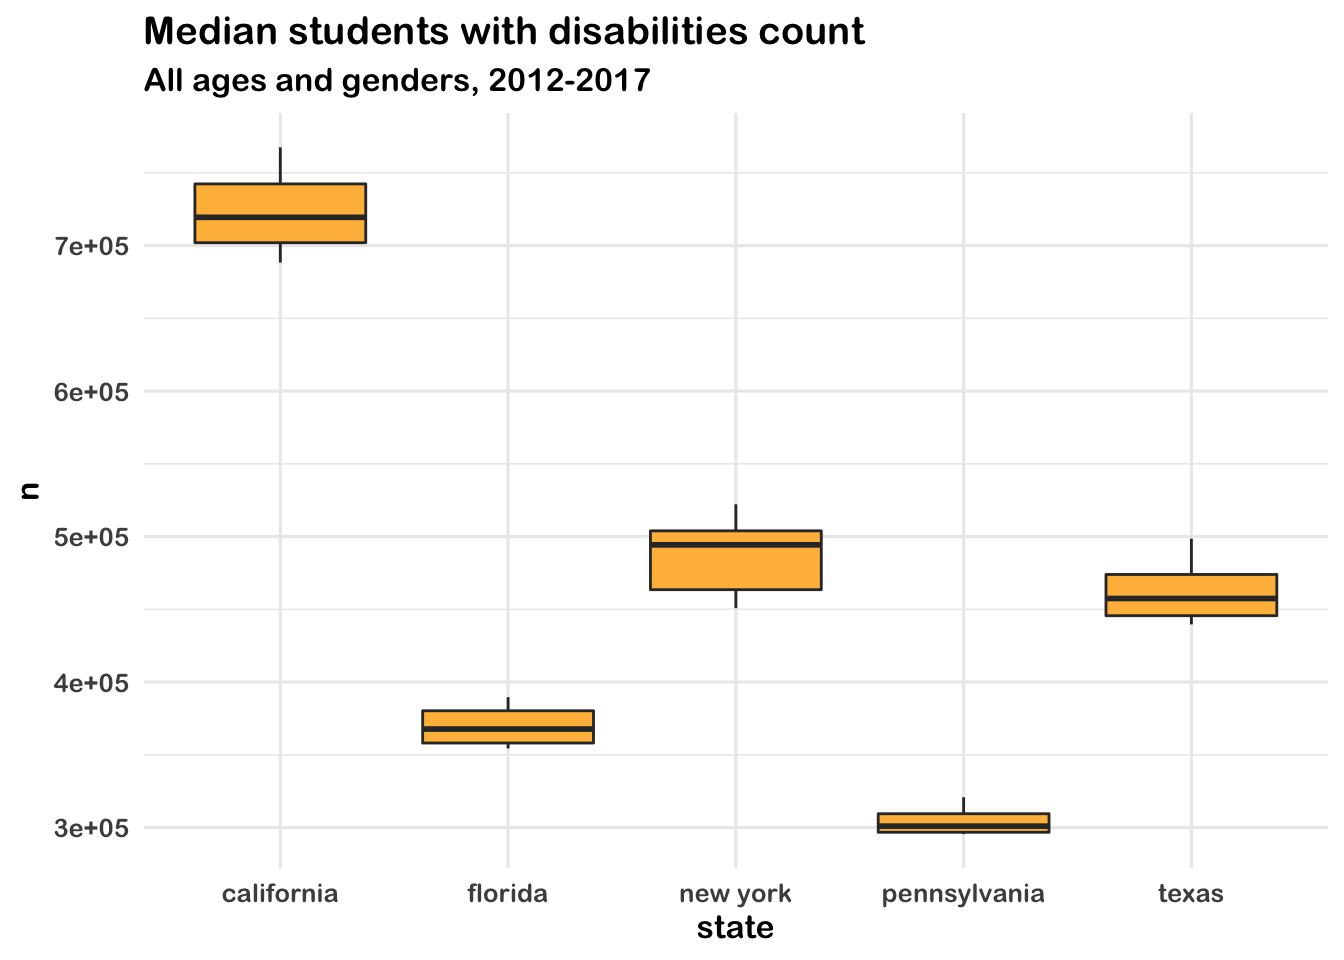 Median students with disabilities count
All ages and genders, 2012-2017
7e+05
6e+05
n
5e+05
4e+05
3e+05
california florida new york pennsylvania texas
state